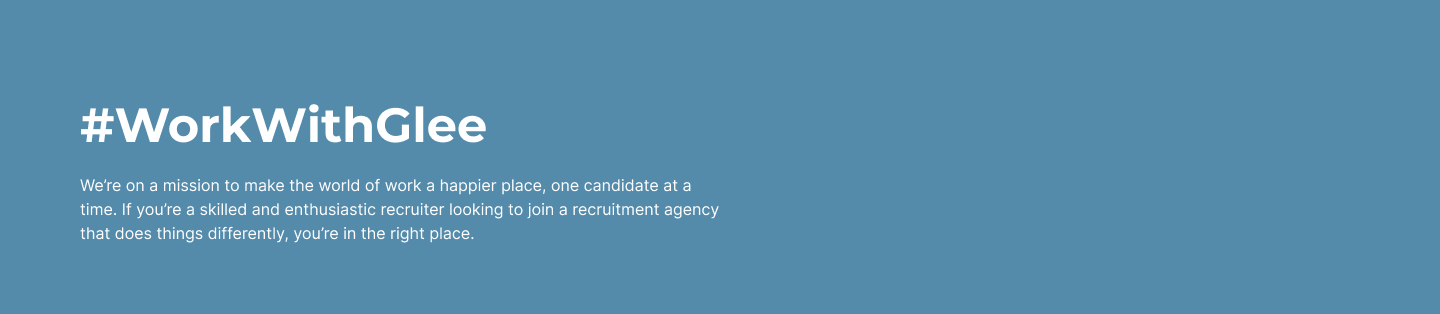 #WorkWithGlee
We’re on a mission to make the world of work a happier place, one candidate at a
time. If you’re a skilled and enthusiastic recruiter looking to join a recruitment agency
that does things differently, you’re in the right place.